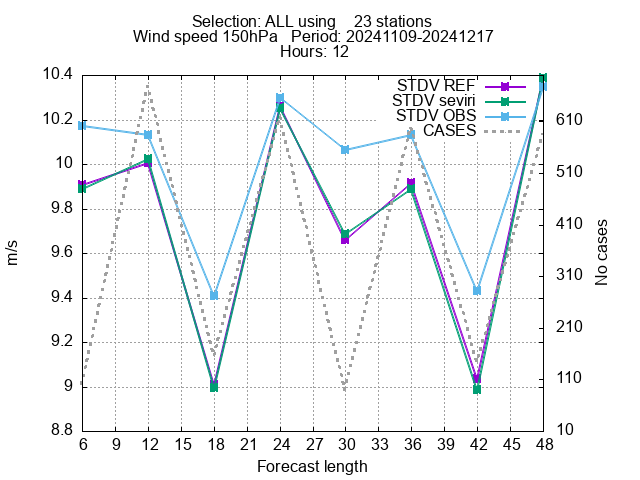 Selection: ALL using    23 stations
Wind speed 150hPa   Period: 20241109-20241217
Hours: 12
STDV REF
STDV seviri
STDV OBS
CASES
10.4
10.2
10
9.8
9.6
9.4
9.2
9
8.8
m/s
610
510
410
310
210
110
10
No cases
6 9 12 15 18 21 24 27 30 33 36 39 42 45 48
Forecast length